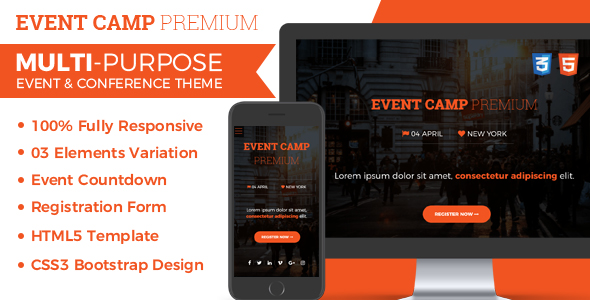 EVENT CAMP PREMIUM
MULTI-PURPOSE
EVENT & CONFERENCE THEME
100% Fully Responsive
03 Elements Variation
Event Countdown
Registration Form
HTML5 Template
CSS3 Bootstrap Design
EVENT CAMP
PREMIUM
04 APRIL
NEW YORK
Lorem ipsum dolor sit amet,
consectetur adipiscing elit.
REGISTER NOW
3
5
EVENT CAMP PREMIUM
04 APRIL
NEW YORK
Lorem ipsum dolor sit amet, consectetur adipiscing elit.
REGISTER NOW